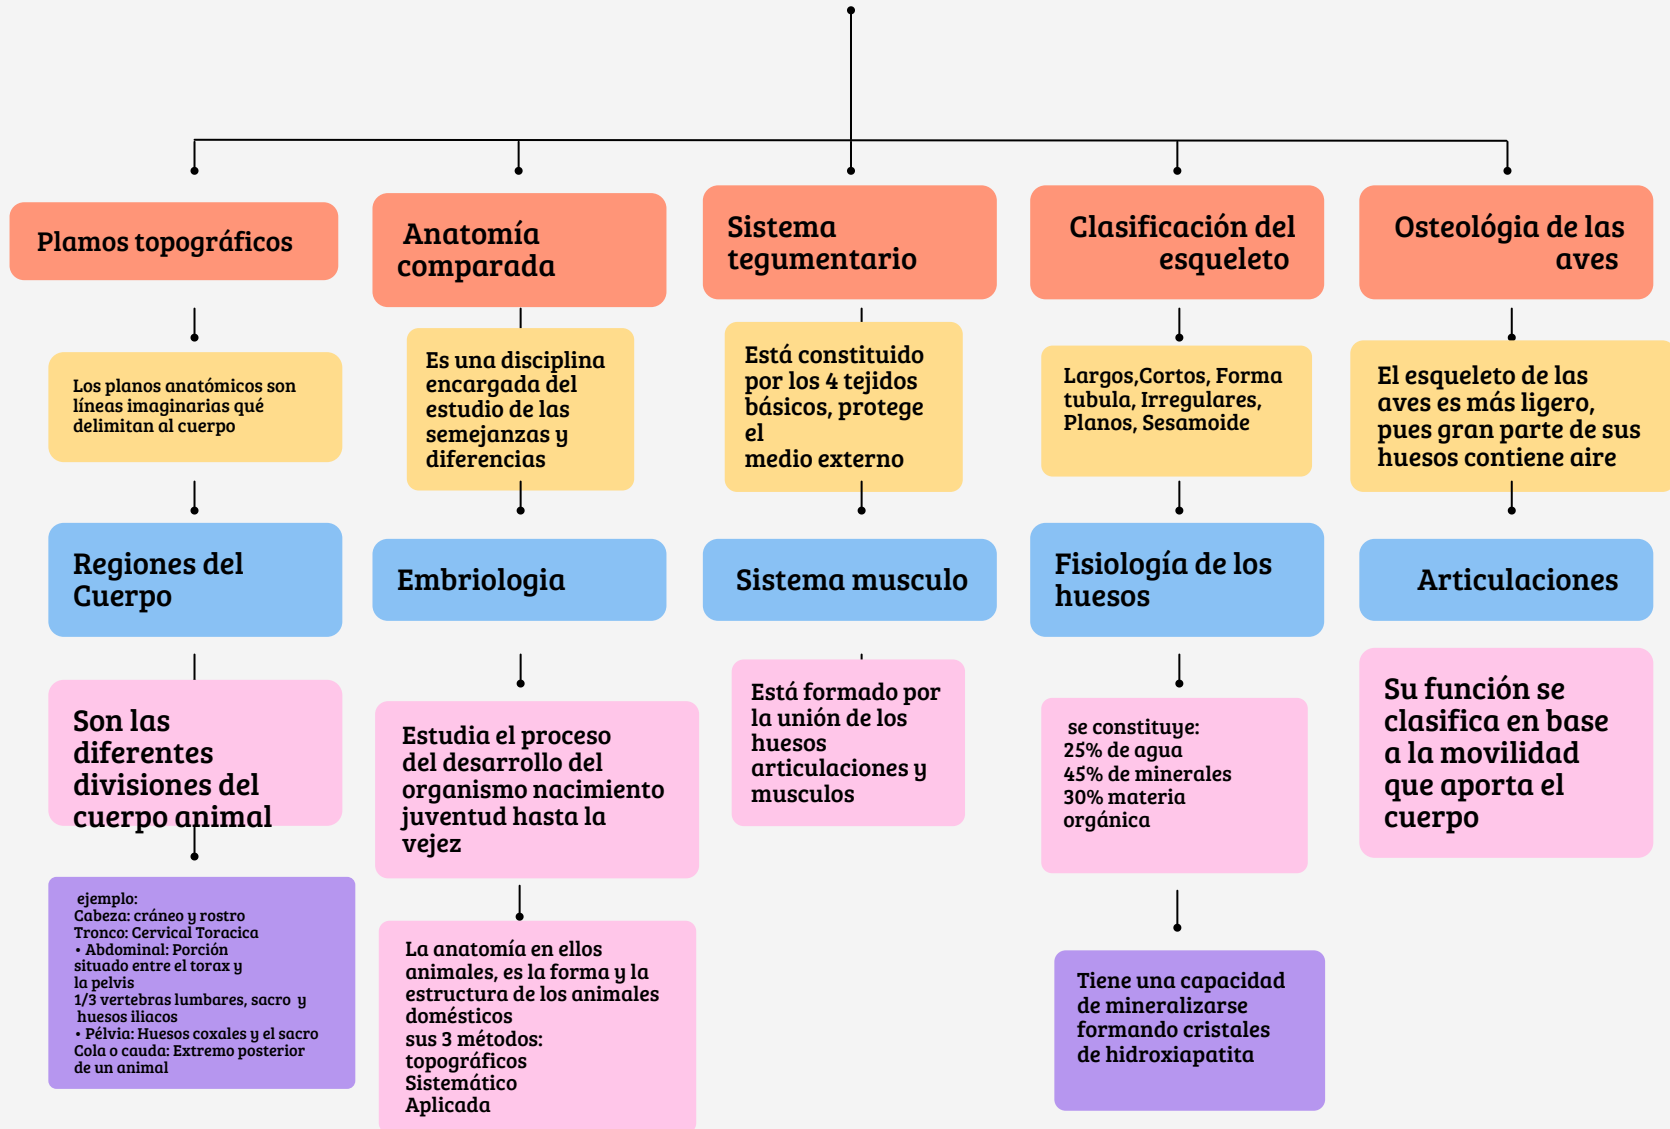 Plamos topográficos
Los planos anatómicos son
líneas imaginarias qué
delimitan al cuerpo
Regiones del
Cuerpo
Son las
diferentes
divisiones del
cuerpo animal
ejemplo:
Cabeza: cráneo y rostro
Tronco: Cervical Toracica
• Abdominal: Porción
situado entre el torax y
la pelvis
1/3 vertebras lumbares, sacro y
huesos iliacos
• Pélvia: Huesos coxales y el sacro
Cola o cauda: Extremo posterior
de un animal
Anatomía
comparada
Es una disciplina
encargada del
estudio de las
semejanzas y
diferencias
Embriologia
Estudia el proceso
del desarrollo del
organismo nacimiento
juventud hasta la
vejez
La anatomía en ellos
animales, es la forma y la
estructura de los animales
domésticos
sus 3 métodos:
topográficos
Sistemático
Aplicada
Sistema
tegumentario
Está constituido
por los 4 tejidos
básicos, protege
el
medio externo
Sistema musculo
Está formado por
la unión de los
huesos
articulaciones y
musculos
Clasificación del
esqueleto
Largos,Cortos, Forma
tubula, Irregulares,
Planos, Sesamoide
Fisiología de los
huesos
se constituye:
25% de agua
45% de minerales
30% materia
orgánica
Tiene una capacidad
de mineralizarse
formando cristales
de hidroxiapatita
Osteológia de las
aves
El esqueleto de las
aves es más ligero,
pues gran parte de sus
huesos contiene aire
Articulaciones
Su función se
clasifica en base
a la movilidad
que aporta el
cuerpo